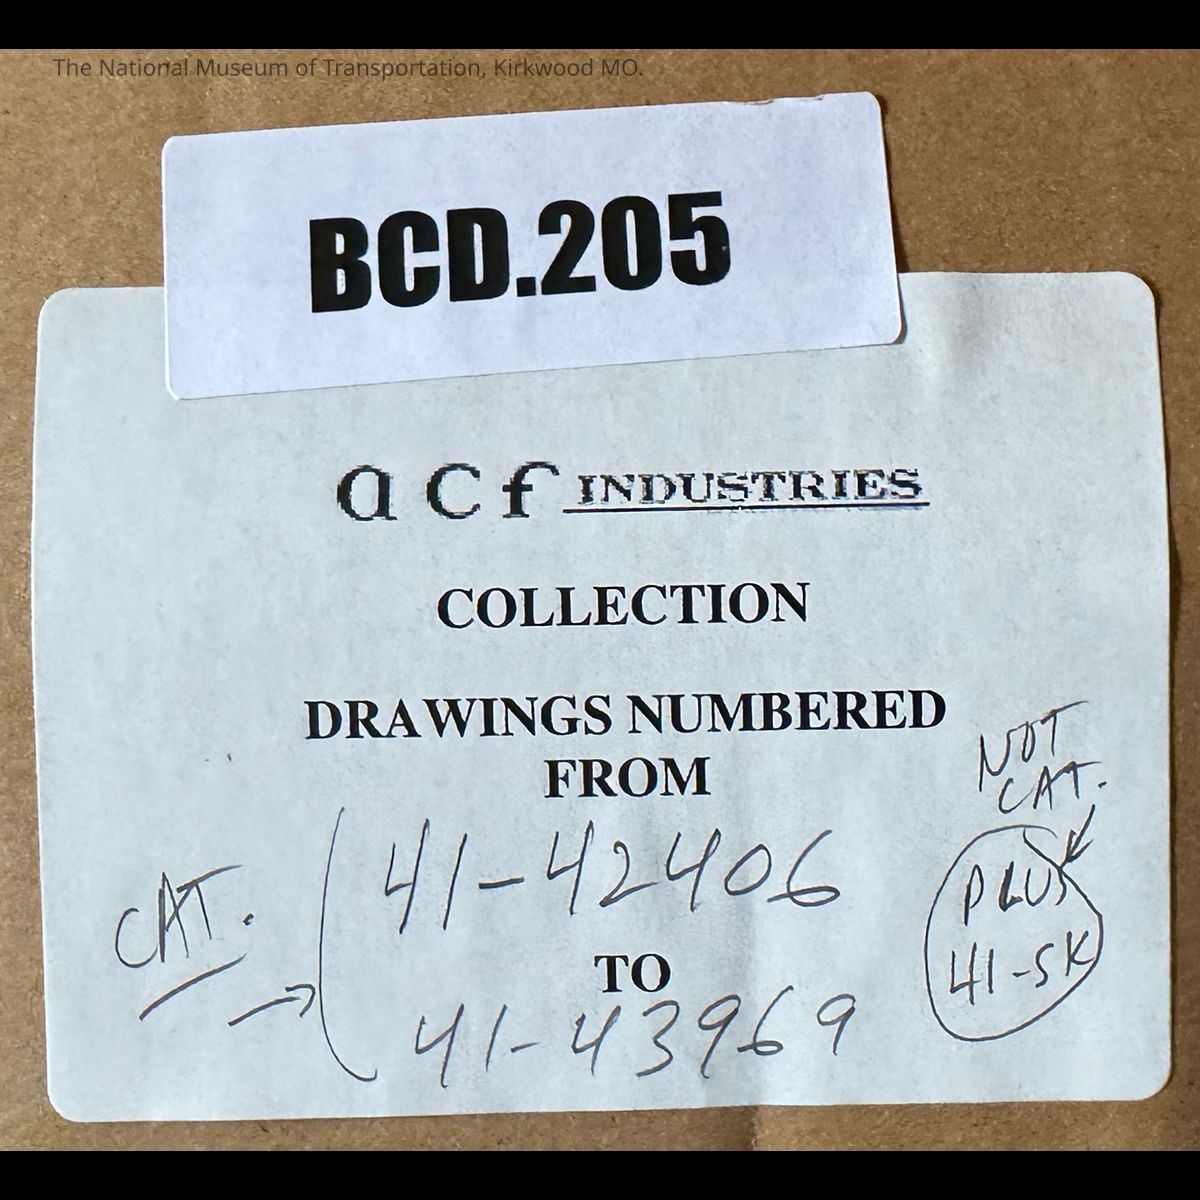 The National Museum of Transportation, Kirkwood MO.
BCD.205
acf INDUSTRIES
COLLECTION
DRAWINGS NUMBERED
FROM
41-42406
TO
41-43969
CAT.
NOT
CAT.
PLUS
41-SK